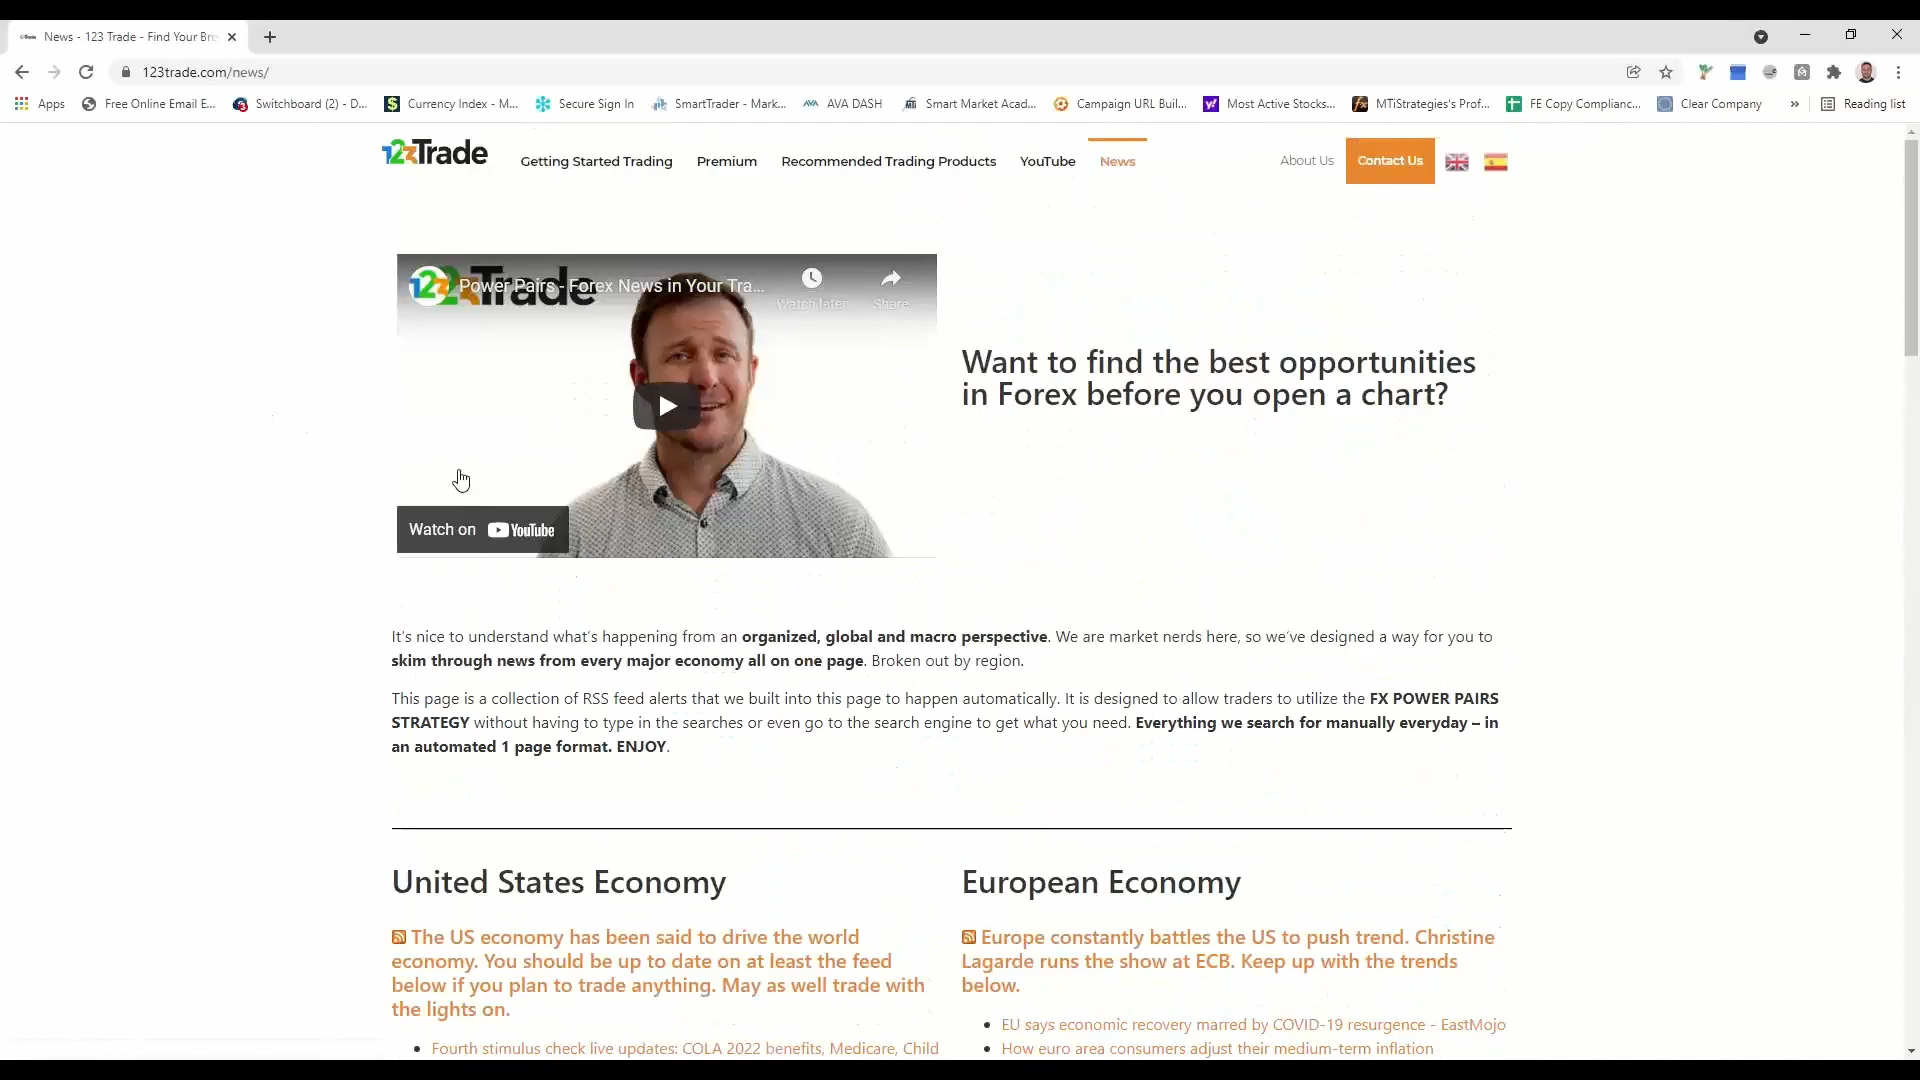 News - 123 Trade - Find Your Bro
123trade.com/news/
Apps
Free Online Email E...
Switchboard (2) - D...
Currency Index - M...
Secure Sign In
SmartTrader - Mark...
AVA DASH
Smart Market Acad...
Campaign URL Buil...
Most Active Stocks...
MTiStrategies's Prof...
FE Copy Complianc...
Clear Company
Reading list
123Trade
Getting Started Trading
Premium
Recommended Trading Products
YouTube
News
About Us
Contact Us
123Trade
Power Pairs - Forex News in Your Tra...
Watch later
Share
Watch on YouTube
Want to find the best opportunities
in Forex before you open a chart?
It's nice to understand what's happening from an organized, global and macro perspective. We are market nerds here, so we've designed a way for you to
skim through news from every major economy all on one page. Broken out by region.
This page is a collection of RSS feed alerts that we built into this page to happen automatically. It is designed to allow traders to utilize the FX POWER PAIRS
STRATEGY without having to type in the searches or even go to the search engine to get what you need. Everything we search for manually everyday – in
an automated 1 page format. ENJOY.
United States Economy
The US economy has been said to drive the world
economy. You should be up to date on at least the feed
below if you plan to trade anything. May as well trade with
the lights on.
• Fourth stimulus check live updates: COLA 2022 benefits, Medicare, Child
European Economy
Europe constantly battles the US to push trend. Christine
Lagarde runs the show at ECB. Keep up with the trends
below.
• EU says economic recovery marred by COVID-19 resurgence - EastMojo
• How euro area consumers adjust their medium-term inflation